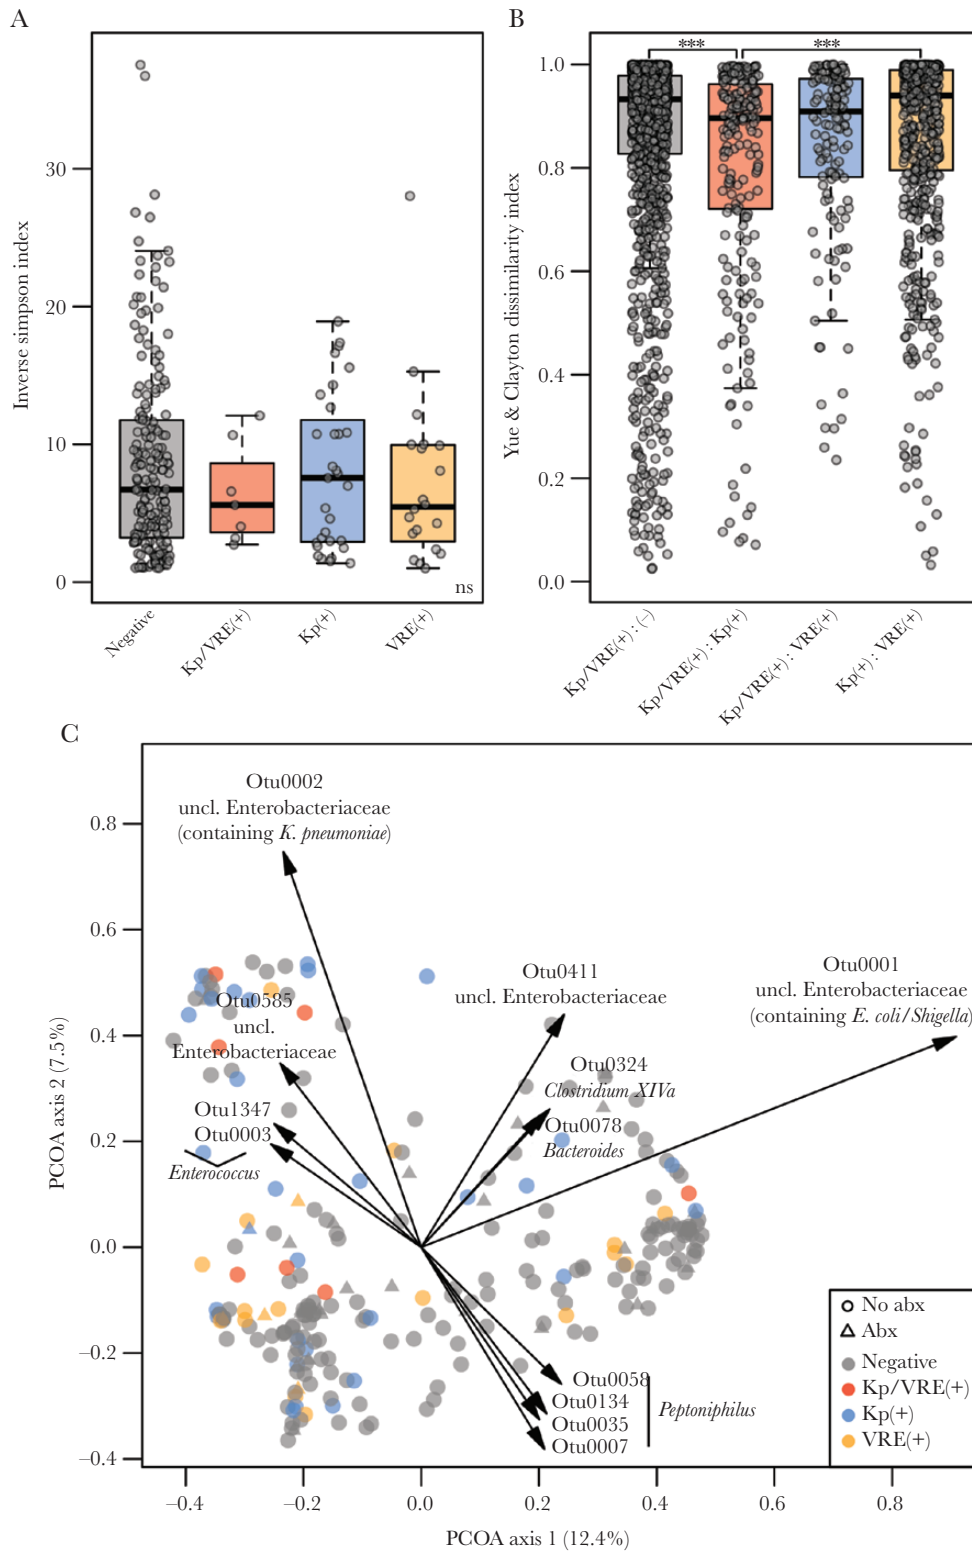 A
Inverse simpson index
30
20
10
0
ns
Negative
Kp/VRE(+)
Kp(+)
VRE(+)
B
Yue & Clayton dissimilarity index
1.0
0.8
0.6
0.4
0.2
0.0
***
***
Kp/VRE(+) : (–)
Kp/VRE(+) : Kp(+)
Kp/VRE(+) : VRE(+)
Kp(+) : VRE(+)
C
PCOA axis 2 (7.5%)
0.8
0.6
0.4
0.2
0.0
–0.2
–0.4
Otu0002
uncl. Enterobacteriaceae
(containing K. pneumoniae)
Otu0411
uncl. Enterobacteriaceae
Otu0001
uncl. Enterobacteriaceae
(containing E. coli/Shigella)
Otu0585
uncl.
Enterobacteriaceae
Otu0324
Clostridium XIVa
Otu1347
Otu0003
Enterococcus
Otu0078
Bacteroides
Otu0058
Otu0134
Otu0035
Otu0007
Peptoniphilus
No abx
Abx
Negative
Kp/VRE(+)
Kp(+)
VRE(+)
–0.4
–0.2
0.0
0.2
0.4
0.6
0.8
PCOA axis 1 (12.4%)